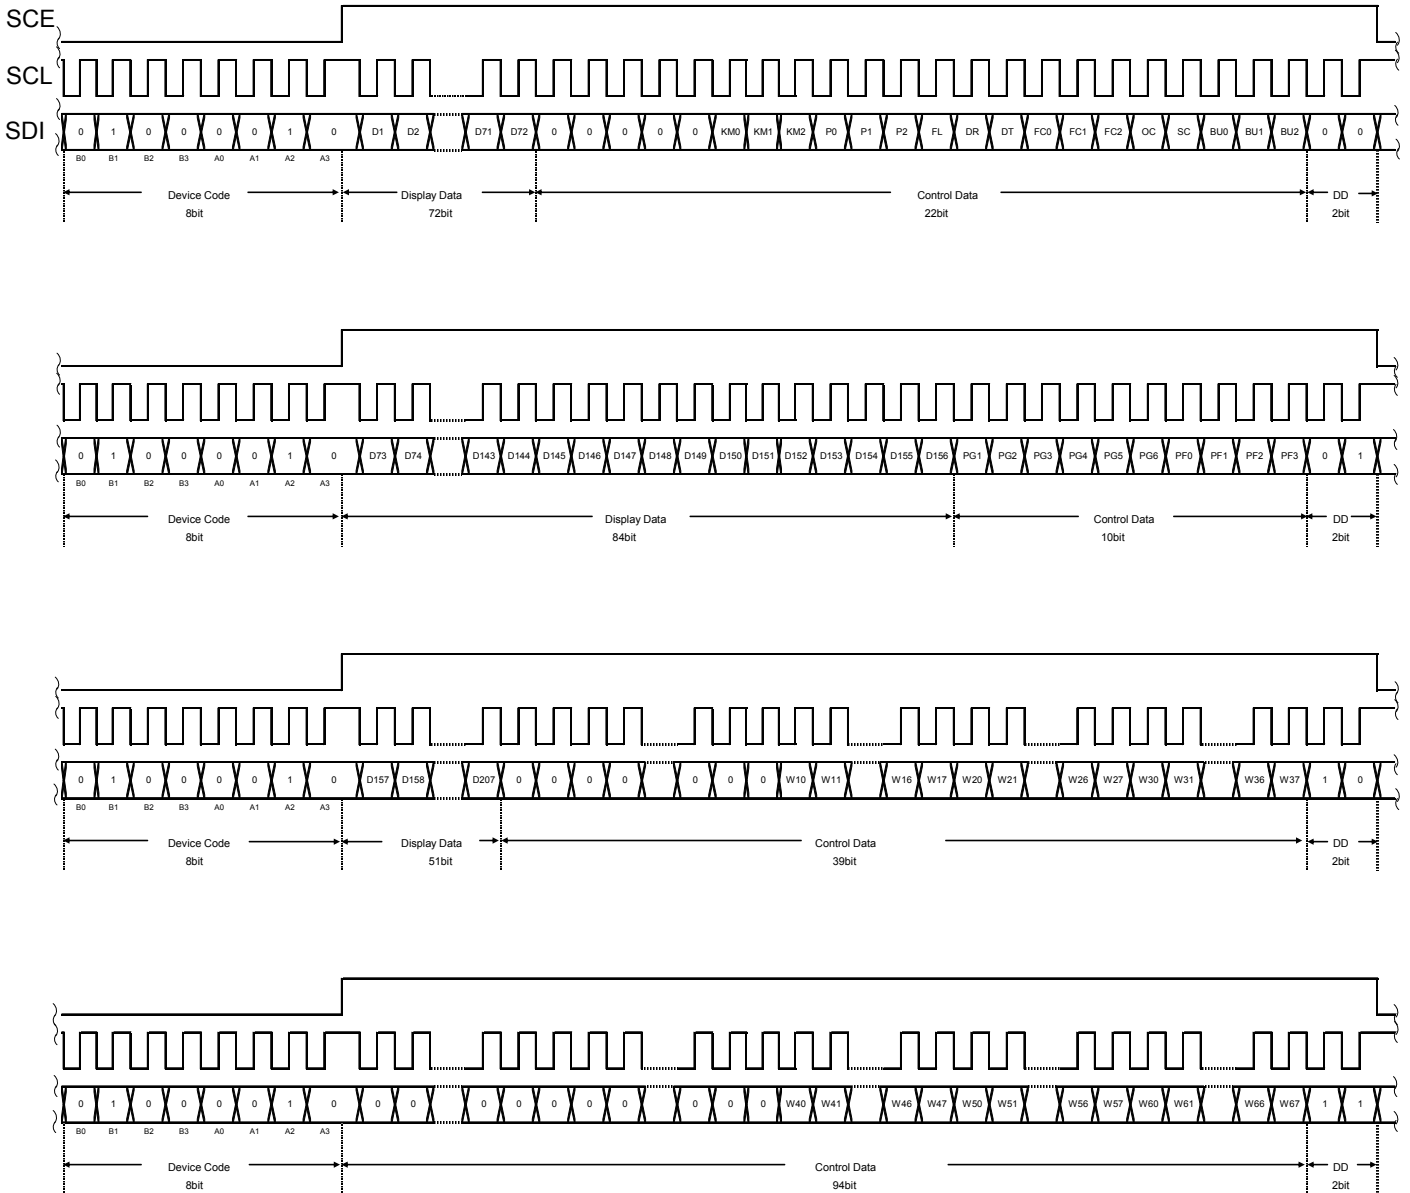 SCE
SCL
SDI
0 1 0 0 0 0 1 0 D1 D2 D71 D72 0 0 0 0 0 KM0 KM1 KM2 P0 P1 P2 FL DR DT FC0 FC1 FC2 OC SC BU0 BU1 BU2 0 0
B0 B1 B2 B3 A0 A1 A2 A3
Device Code Display Data Control Data DD
8bit 72bit 22bit 2bit
0 1 0 0 0 0 1 0 D73 D74 D143 D144 D145 D146 D147 D148 D149 D150 D151 D152 D153 D154 D155 D156 PG1 PG2 PG3 PG4 PG5 PG6 PF0 PF1 PF2 PF3 0 1
B0 B1 B2 B3 A0 A1 A2 A3
Device Code Display Data Control Data DD
8bit 84bit 10bit 2bit
0 1 0 0 0 0 1 0 D157 D158 D207 0 0 0 0 0 0 0 W10 W11 W16 W17 W20 W21 W26 W27 W30 W31 W36 W37 1 0
B0 B1 B2 B3 A0 A1 A2 A3
Device Code Display Data Control Data DD
8bit 51bit 39bit 2bit
0 1 0 0 0 0 1 0 0 0 0 0 0 0 0 0 0 0 W40 W41 W46 W47 W50 W51 W56 W57 W60 W61 W66 W67 1 1
B0 B1 B2 B3 A0 A1 A2 A3
Device Code Control Data DD
8bit 94bit 2bit